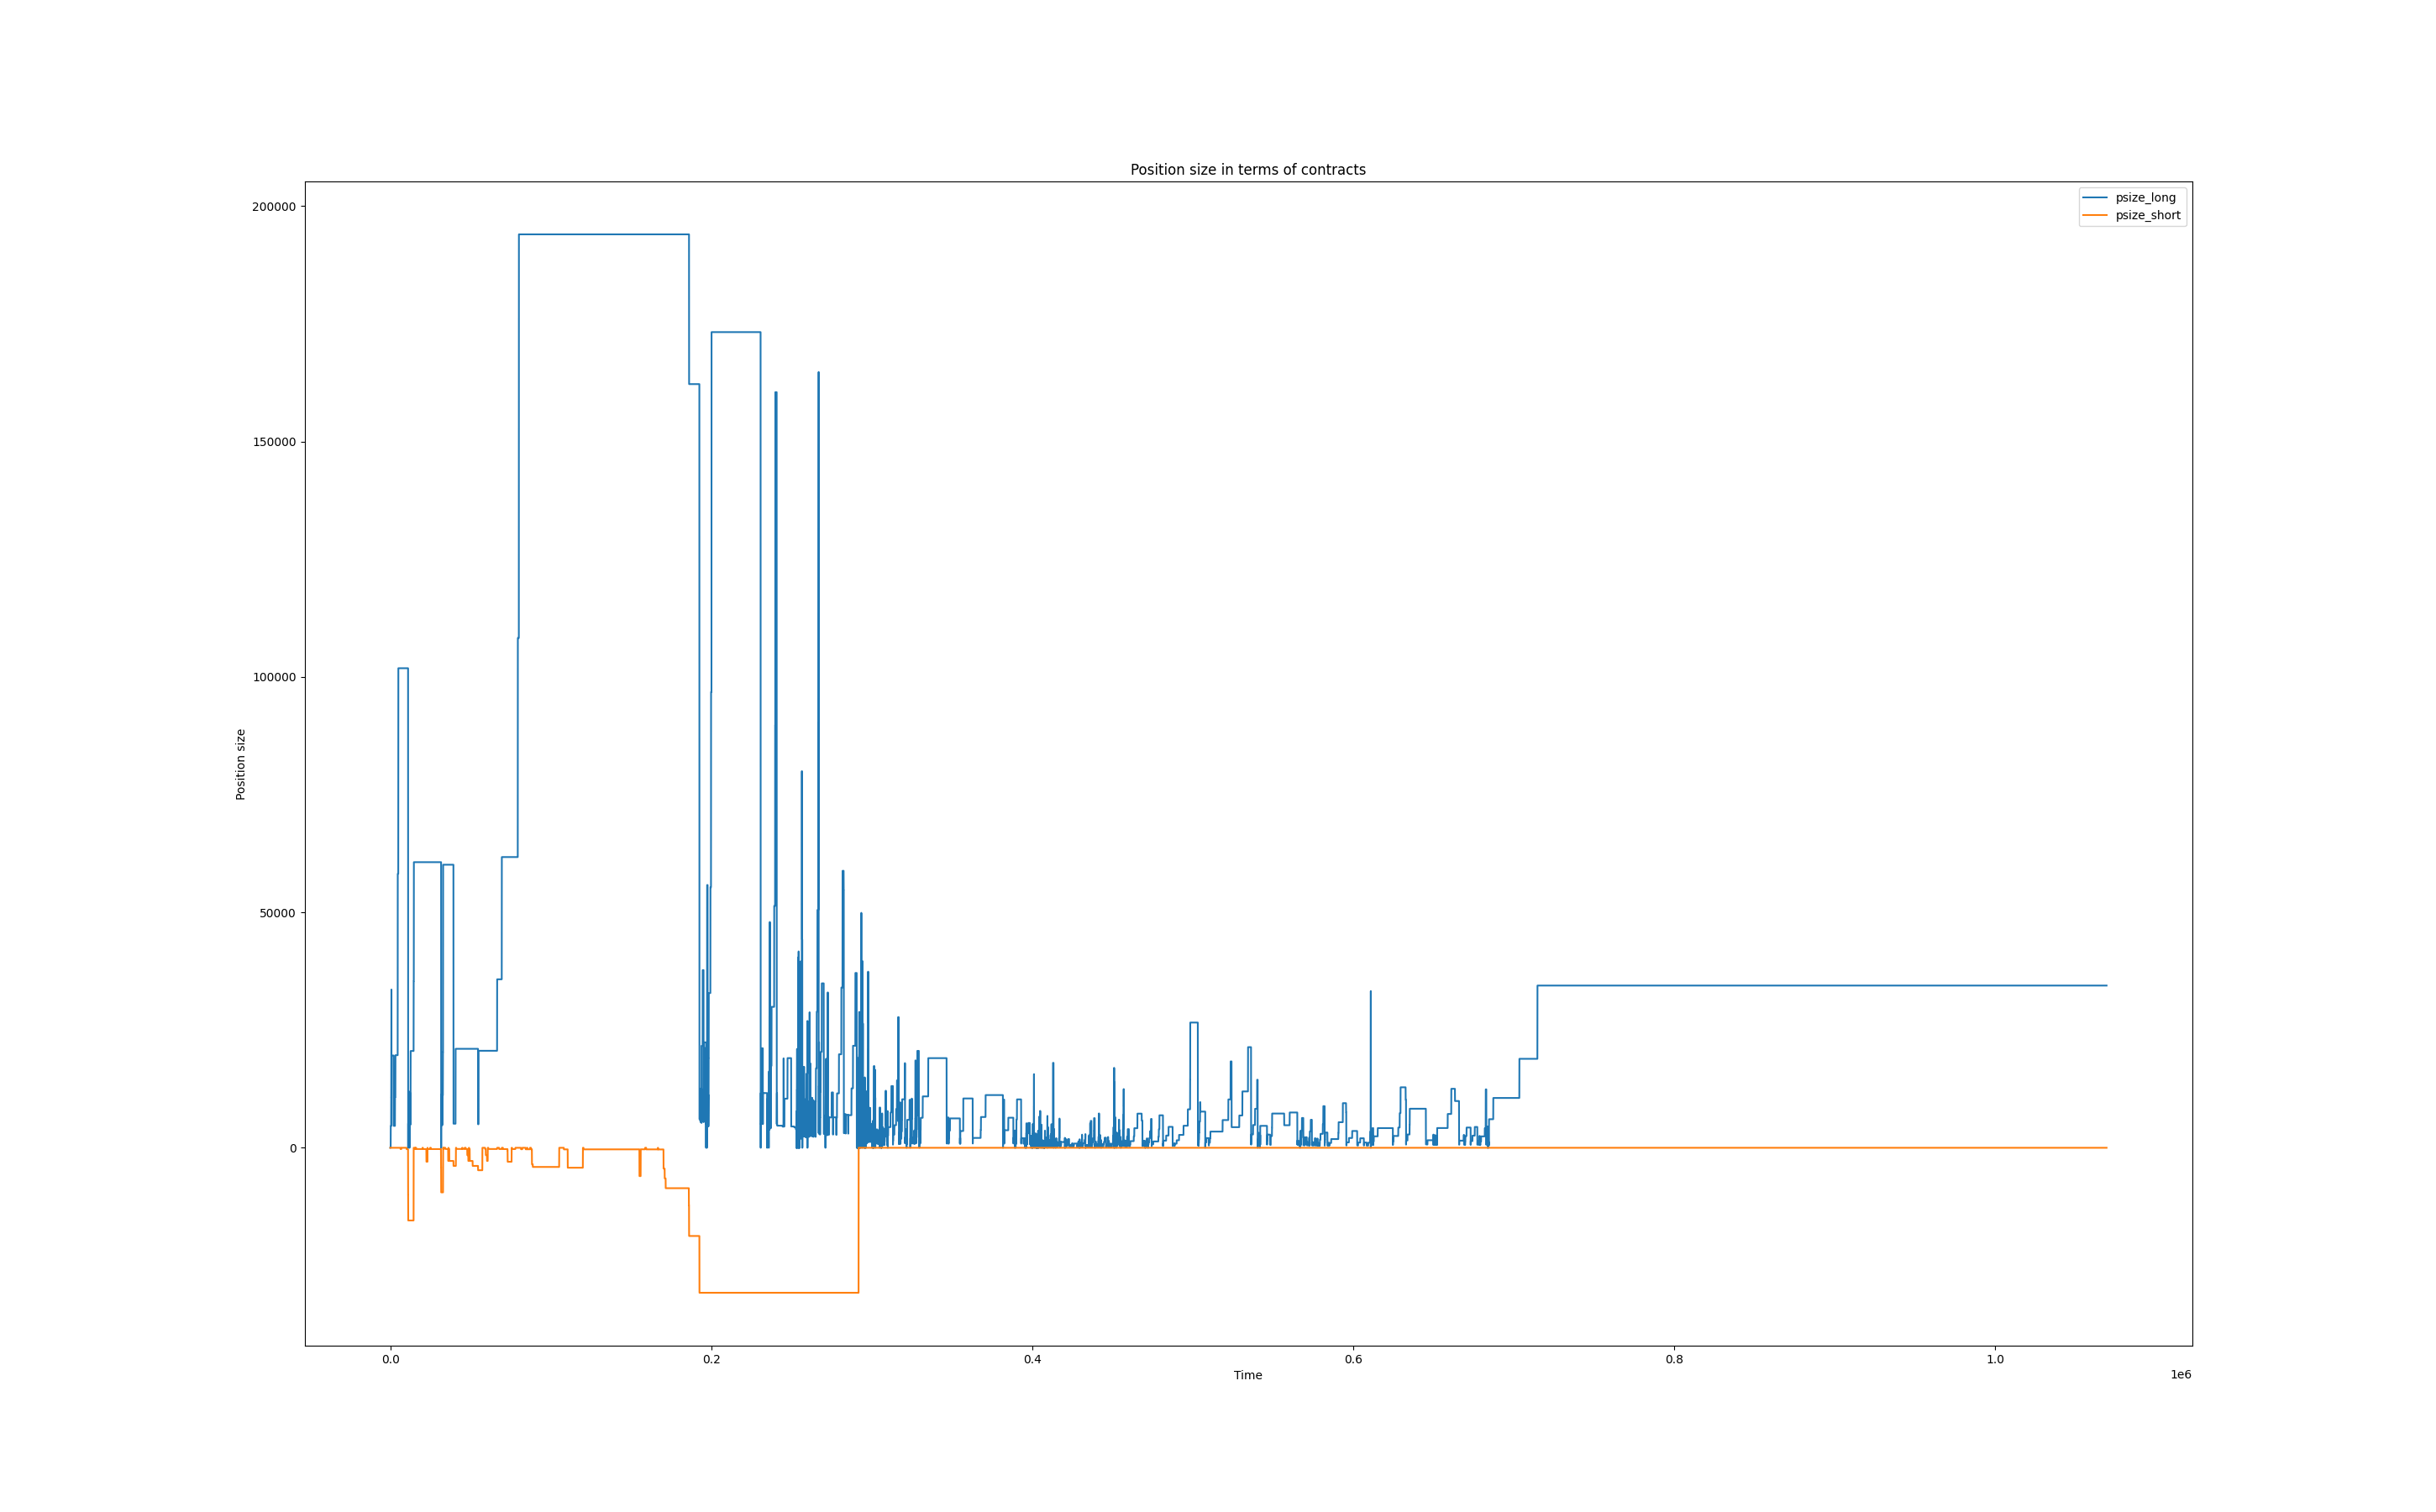 Position size in terms of contracts
psize_long
psize_short
200000
150000
100000
50000
0
Position size
0.0
0.2
0.4
0.6
0.8
1.0
1e6
Time